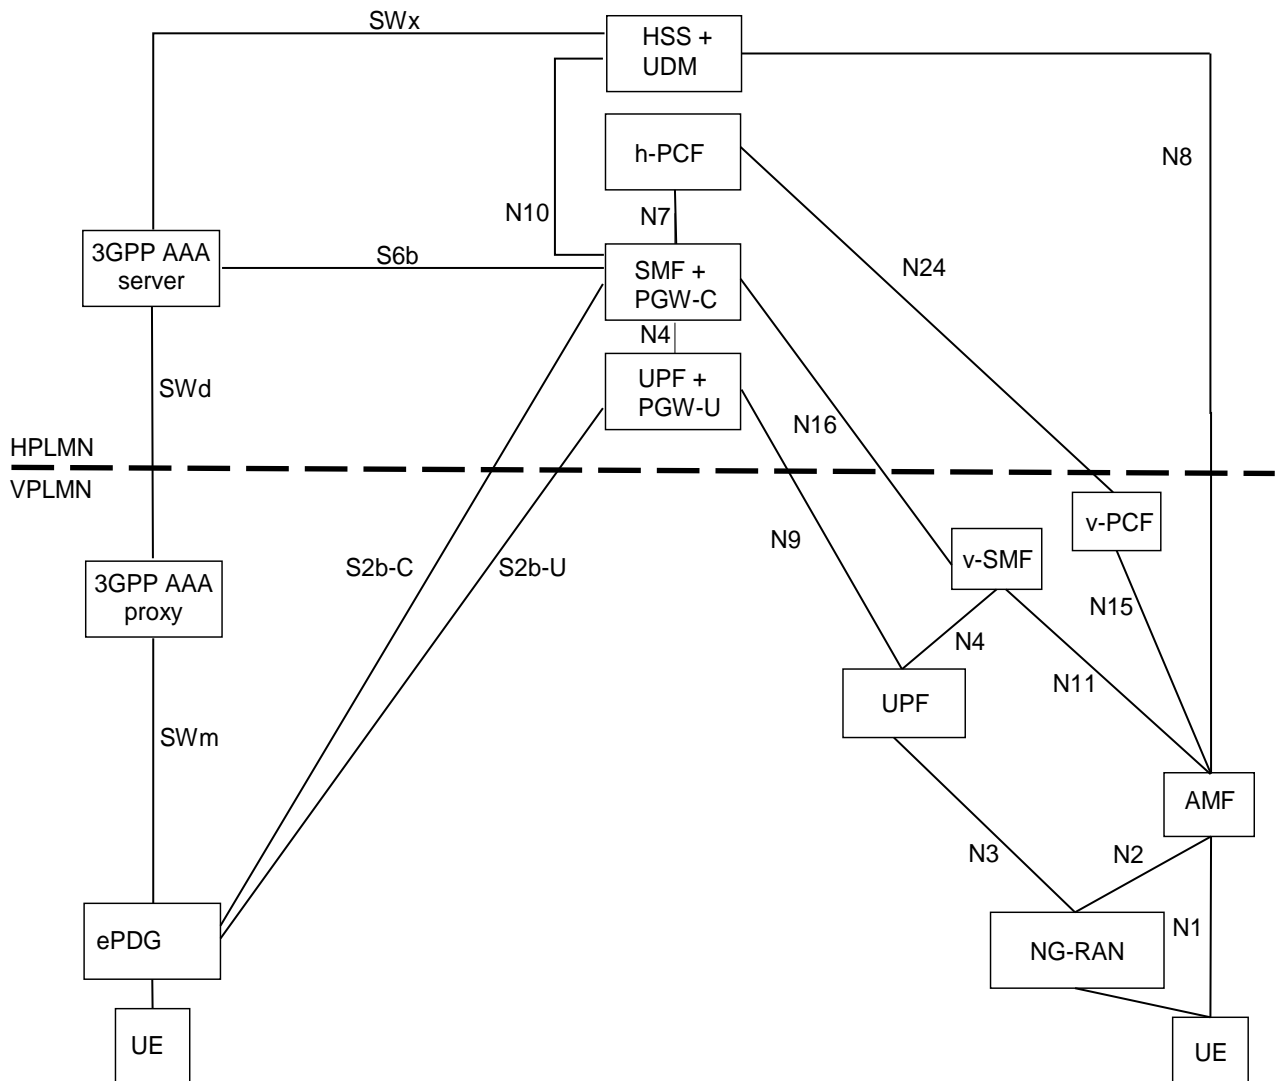 SWx
HSS +
UDM
h-PCF
N8
N10
N7
3GPP AAA
server
S6b
SMF +
PGW-C
N24
N4
SWd
UPF +
PGW-U
N16
HPLMN
VPLMN
v-PCF
N9
v-SMF
S2b-C
S2b-U
3GPP AAA
proxy
N15
N4
N11
UPF
SWm
AMF
N3
N2
ePDG
N1
NG-RAN
UE
UE